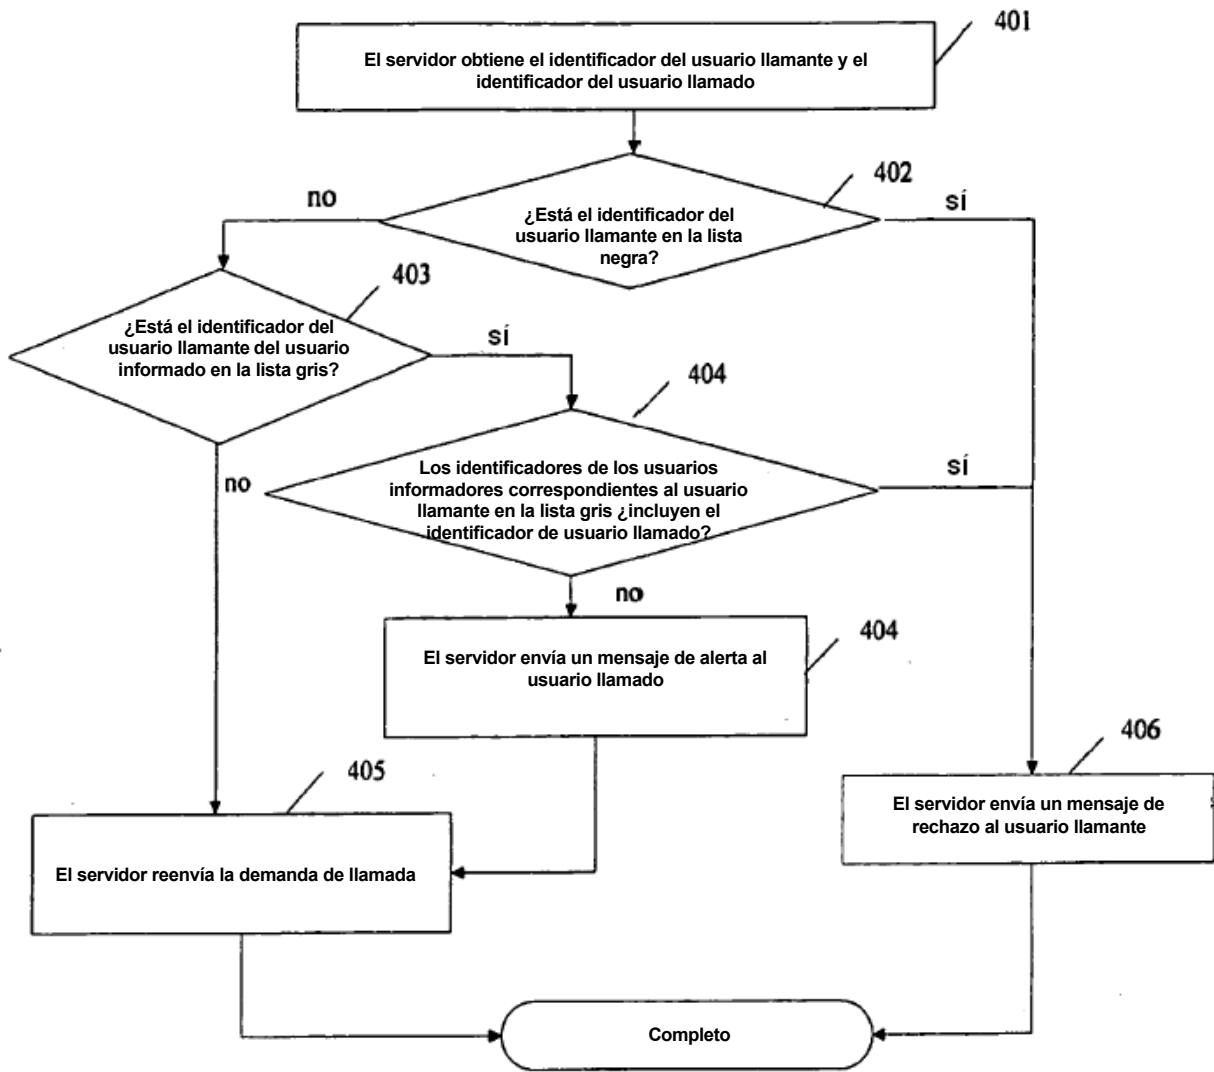 401
El servidor obtiene el identificador del usuario llamante y el
identificador del usuario llamado
402
no
sí
¿Está el identificador del
usuario llamante en la lista
negra?
403
¿Está el identificador del
usuario llamante del usuario
informado en la lista gris?
sí
404
Los identificadores de los usuarios
informadores correspondientes al usuario
llamante en la lista gris ¿incluyen el
identificador de usuario llamado?
sí
no
no
404
El servidor envía un mensaje de alerta al
usuario llamado
406
405
El servidor envía un mensaje de
rechazo al usuario llamante
El servidor reenvía la demanda de llamada
Completo